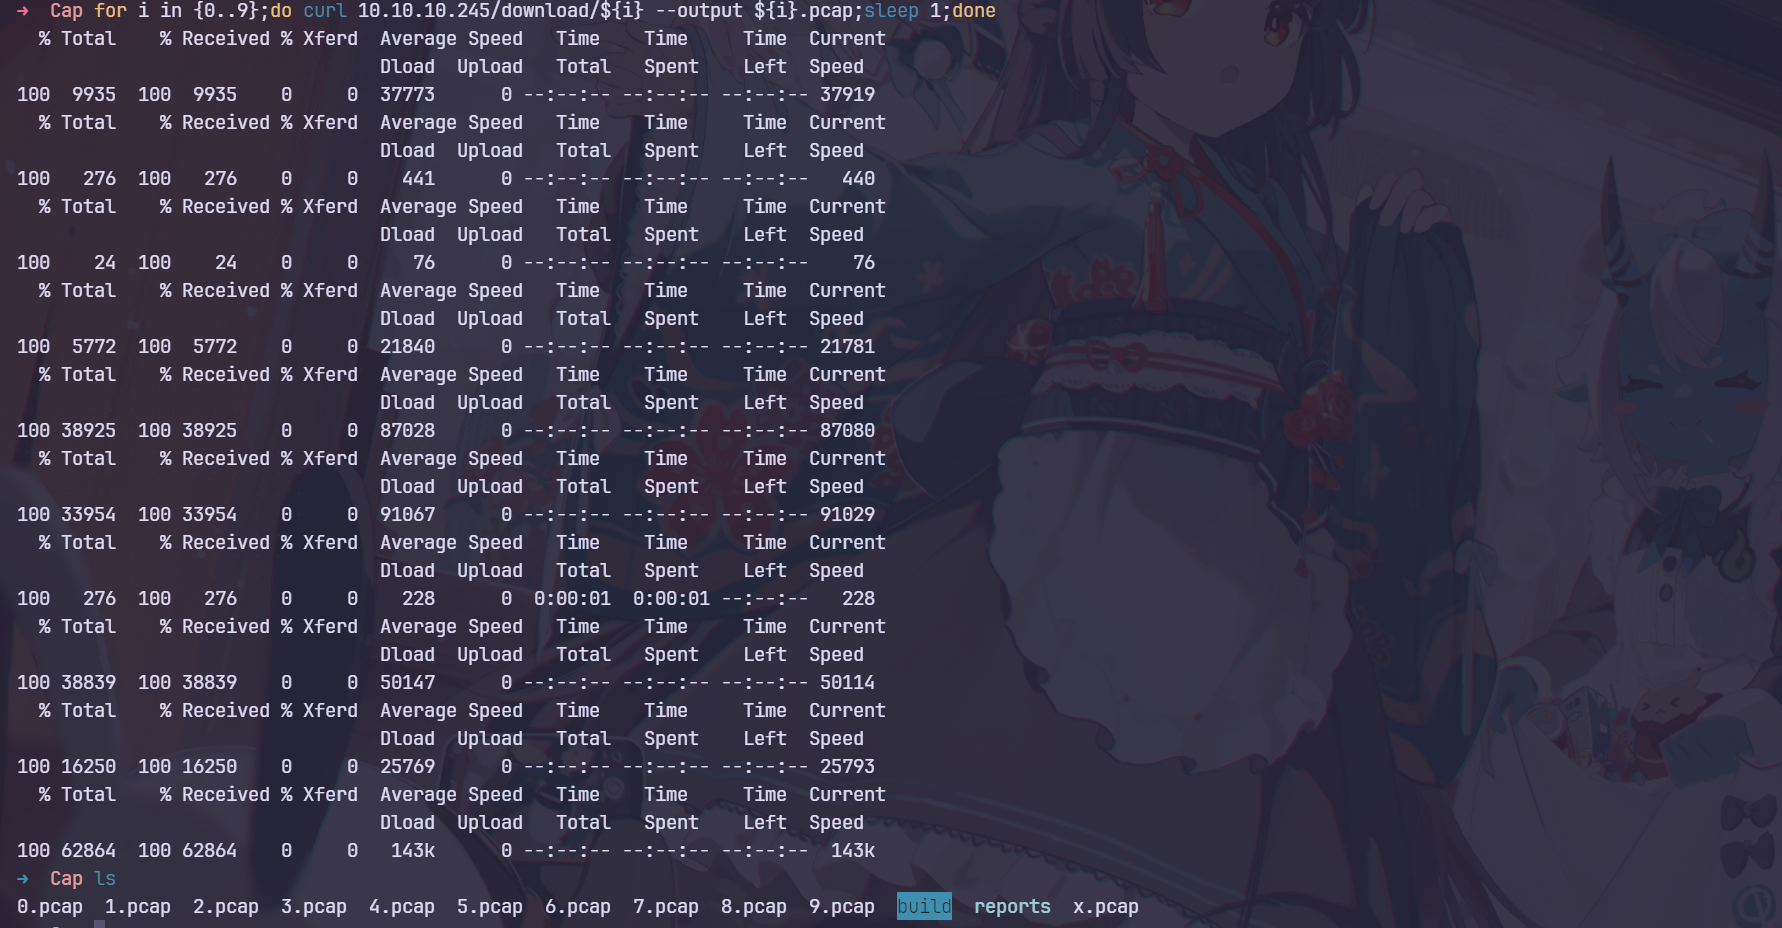 →  Cap for i in {0..9};do curl 10.10.10.245/download/${i} --output ${i}.pcap;sleep 1;done
  % Total    % Received % Xferd  Average Speed   Time    Time     Time  Current
                                 Dload  Upload   Total   Spent    Left  Speed
100  9935  100  9935    0     0  37773      0 --:--:-- --:--:-- --:--:-- 37919
  % Total    % Received % Xferd  Average Speed   Time    Time     Time  Current
                                 Dload  Upload   Total   Spent    Left  Speed
100   276  100   276    0     0    441      0 --:--:-- --:--:-- --:--:--   440
  % Total    % Received % Xferd  Average Speed   Time    Time     Time  Current
                                 Dload  Upload   Total   Spent    Left  Speed
100    24  100    24    0     0     76      0 --:--:-- --:--:-- --:--:--    76
  % Total    % Received % Xferd  Average Speed   Time    Time     Time  Current
                                 Dload  Upload   Total   Spent    Left  Speed
100  5772  100  5772    0     0  21840      0 --:--:-- --:--:-- --:--:-- 21781
  % Total    % Received % Xferd  Average Speed   Time    Time     Time  Current
                                 Dload  Upload   Total   Spent    Left  Speed
100 38925  100 38925    0     0  87028      0 --:--:-- --:--:-- --:--:-- 87080
  % Total    % Received % Xferd  Average Speed   Time    Time     Time  Current
                                 Dload  Upload   Total   Spent    Left  Speed
100 33954  100 33954    0     0  91067      0 --:--:-- --:--:-- --:--:-- 91029
  % Total    % Received % Xferd  Average Speed   Time    Time     Time  Current
                                 Dload  Upload   Total   Spent    Left  Speed
100   276  100   276    0     0    228      0  0:00:01  0:00:01 --:--:--   228
  % Total    % Received % Xferd  Average Speed   Time    Time     Time  Current
                                 Dload  Upload   Total   Spent    Left  Speed
100 38839  100 38839    0     0  50147      0 --:--:-- --:--:-- --:--:-- 50114
  % Total    % Received % Xferd  Average Speed   Time    Time     Time  Current
                                 Dload  Upload   Total   Spent    Left  Speed
100 16250  100 16250    0     0  25769      0 --:--:-- --:--:-- --:--:-- 25793
  % Total    % Received % Xferd  Average Speed   Time    Time     Time  Current
                                 Dload  Upload   Total   Spent    Left  Speed
100 62864  100 62864    0     0   143k      0 --:--:-- --:--:-- --:--:--  143k
→  Cap ls
0.pcap  1.pcap  2.pcap  3.pcap  4.pcap  5.pcap  6.pcap  7.pcap  8.pcap  9.pcap  build  reports  x.pcap